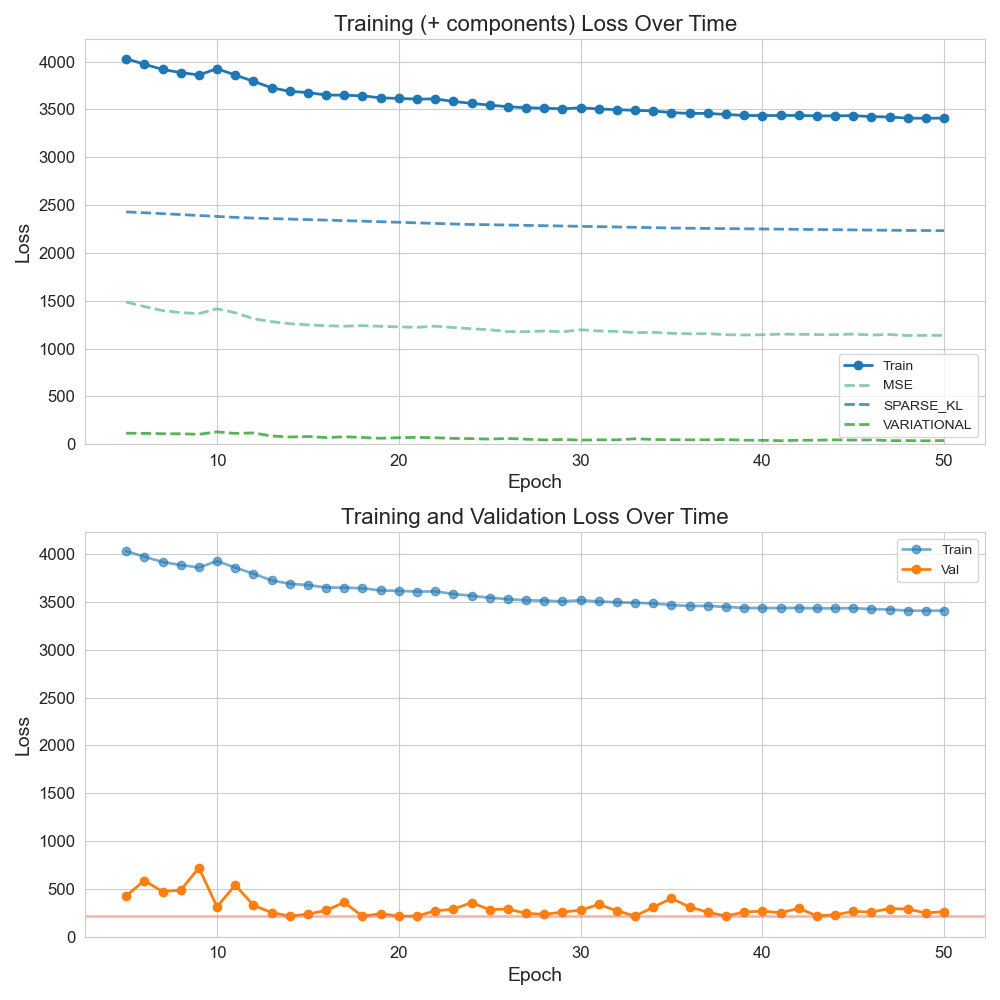 Training (+ components) Loss Over Time
4000
3500
3000
2500
2000
1500
1000
500
0
Loss
10
20
30
40
50
Epoch
Train
MSE
SPARSE_KL
VARIATIONAL
Training and Validation Loss Over Time
4000
3500
3000
2500
2000
1500
1000
500
0
Loss
10
20
30
40
50
Epoch
Train
Val